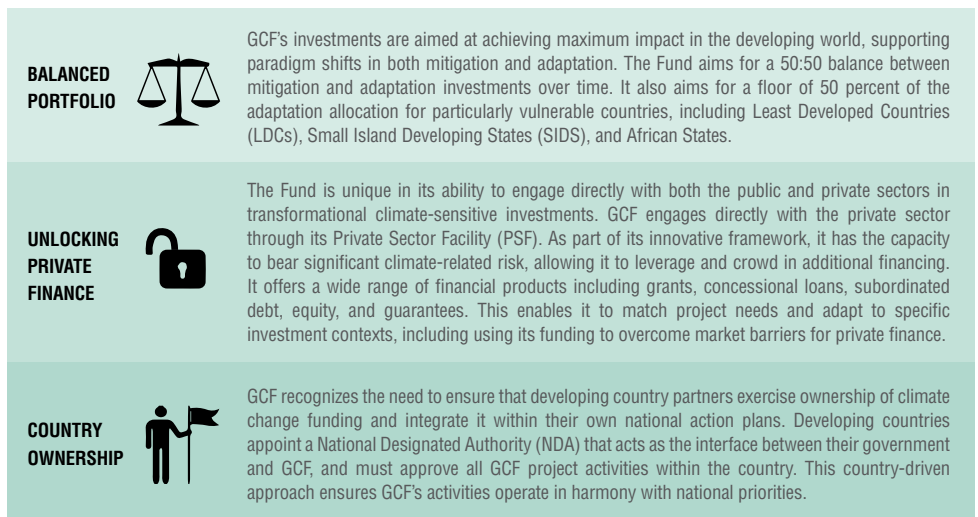 BALANCED
PORTFOLIO
GCF's investments are aimed at achieving maximum impact in the developing world, supporting
paradigm shifts in both mitigation and adaptation. The Fund aims for a 50:50 balance between
mitigation and adaptation investments over time. It also aims for a floor of 50 percent of the
adaptation allocation for particularly vulnerable countries, including Least Developed Countries
(LDCs), Small Island Developing States (SIDS), and African States.
UNLOCKING
PRIVATE
FINANCE
The Fund is unique in its ability to engage directly with both the public and private sectors in
transformational climate-sensitive investments. GCF engages directly with the private sector
through its Private Sector Facility (PSF). As part of its innovative framework, it has the capacity
to bear significant climate-related risk, allowing it to leverage and crowd in additional financing.
It offers a wide range of financial products including grants, concessional loans, subordinated
debt, equity, and guarantees. This enables it to match project needs and adapt to specific
investment contexts, including using its funding to overcome market barriers for private finance.
COUNTRY
OWNERSHIP
GCF recognizes the need to ensure that developing country partners exercise ownership of climate
change funding and integrate it within their own national action plans. Developing countries
appoint a National Designated Authority (NDA) that acts as the interface between their government
and GCF, and must approve all GCF project activities within the country. This country-driven
approach ensures GCF's activities operate in harmony with national priorities.